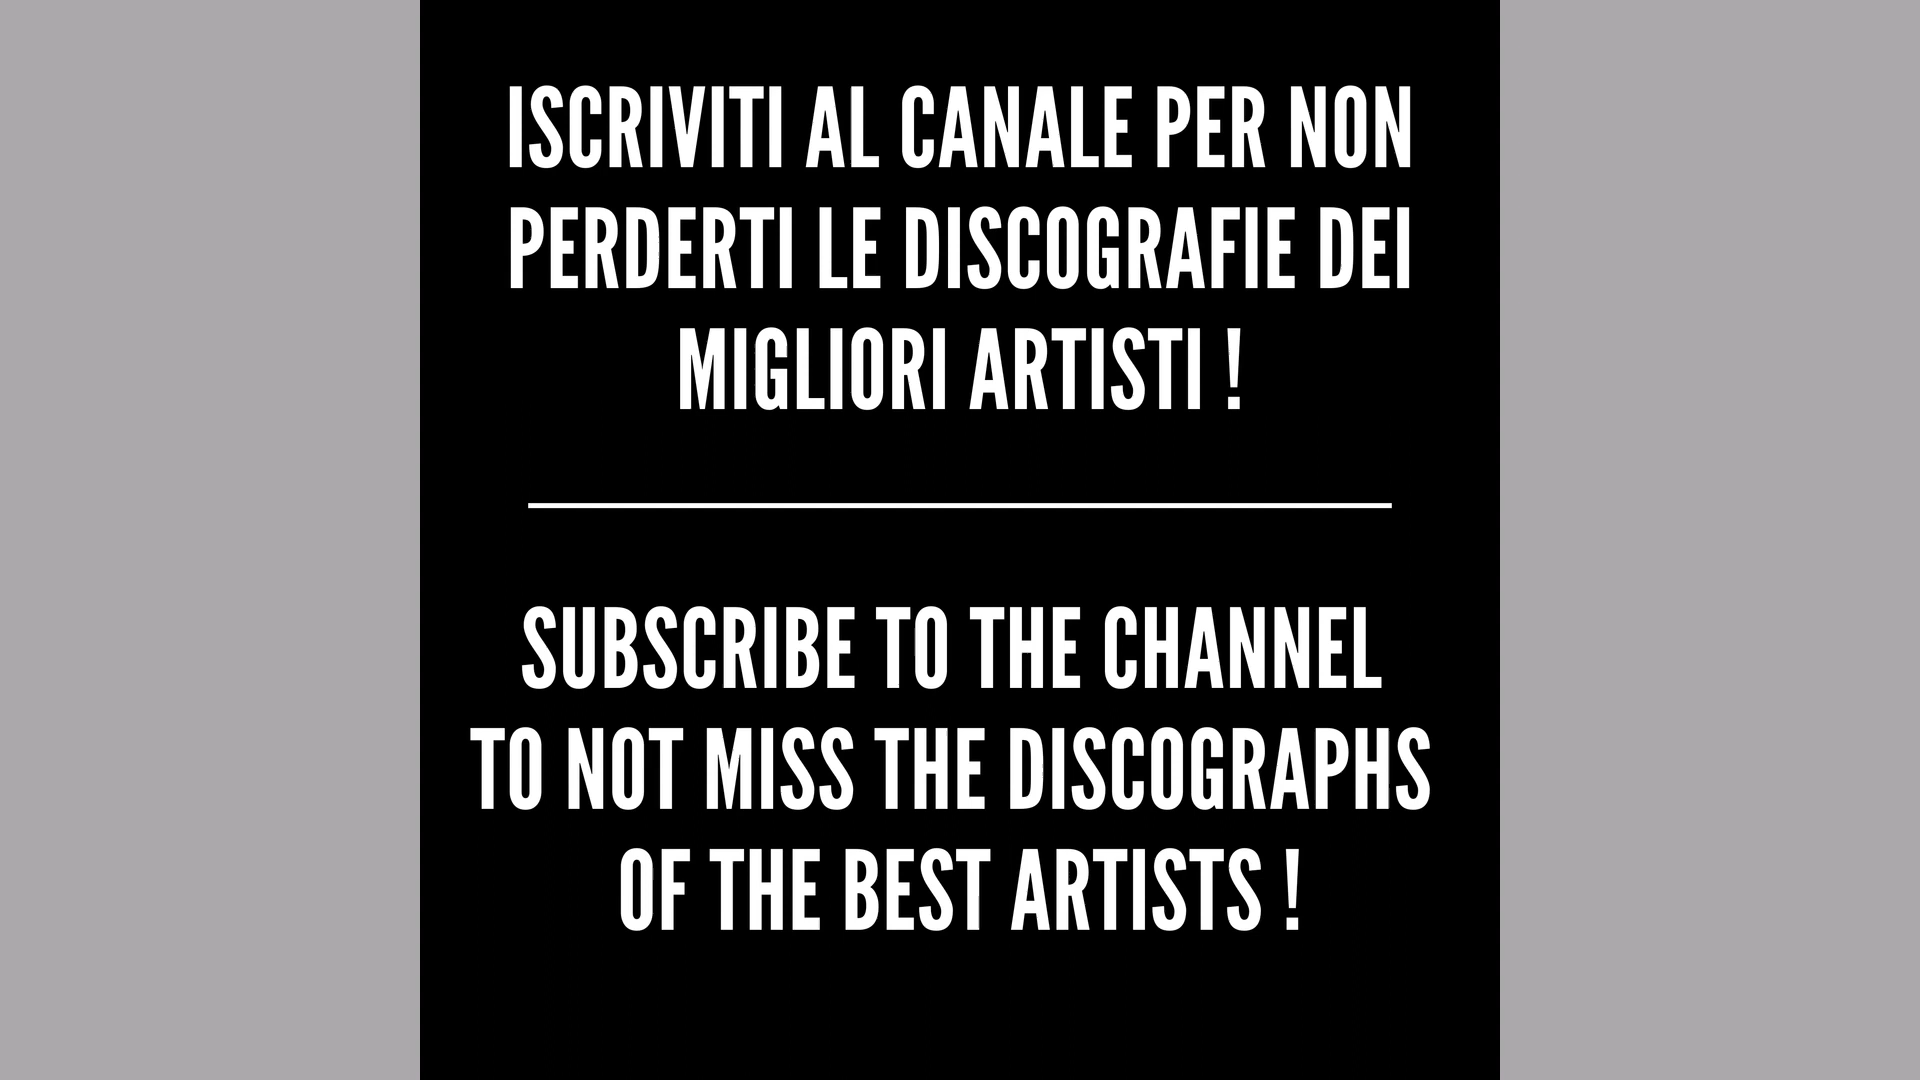 ISCRIVITI AL CANALE PER NON
PERDERTI LE DISCOGRAFIE DEI
MIGLIORI ARTISTI !
SUBSCRIBE TO THE CHANNEL
TO NOT MISS THE DISCOGRAPHS
OF THE BEST ARTISTS !